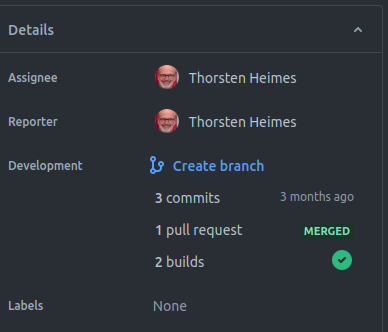 Details
Assignee Thorsten Heimes
Reporter Thorsten Heimes
Development Create branch
3 commits 3 months ago
1 pull request MERGED
2 builds
Labels None